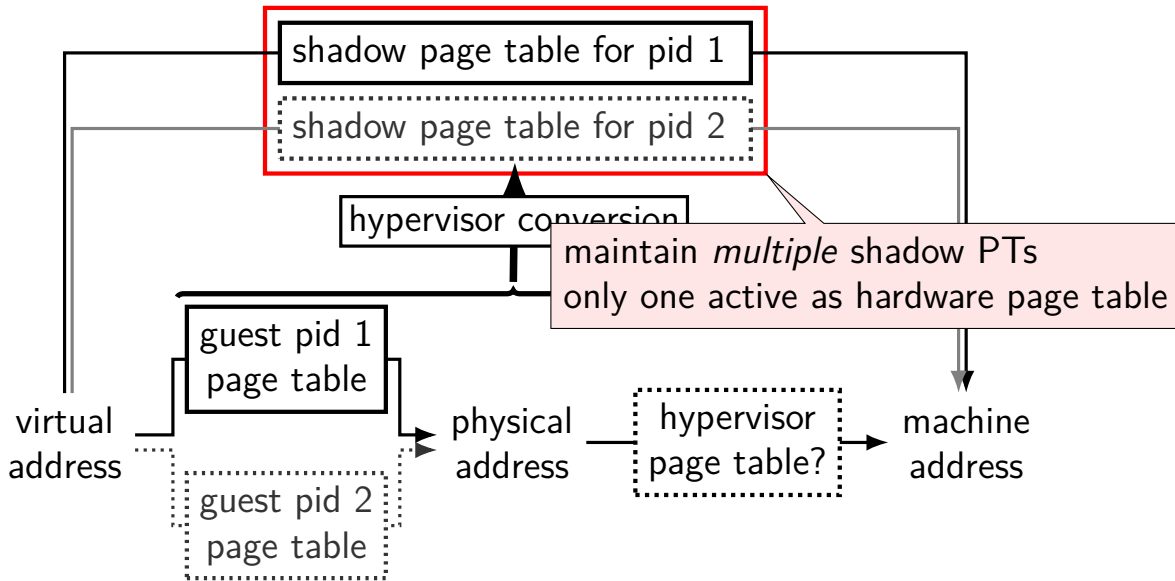 shadow page table for pid 1
shadow page table for pid 2
hypervisor conversion
maintain multiple shadow PTs
only one active as hardware page table
guest pid 1
page table
virtual
address
physical
address
hypervisor
page table?
machine
address
guest pid 2
page table